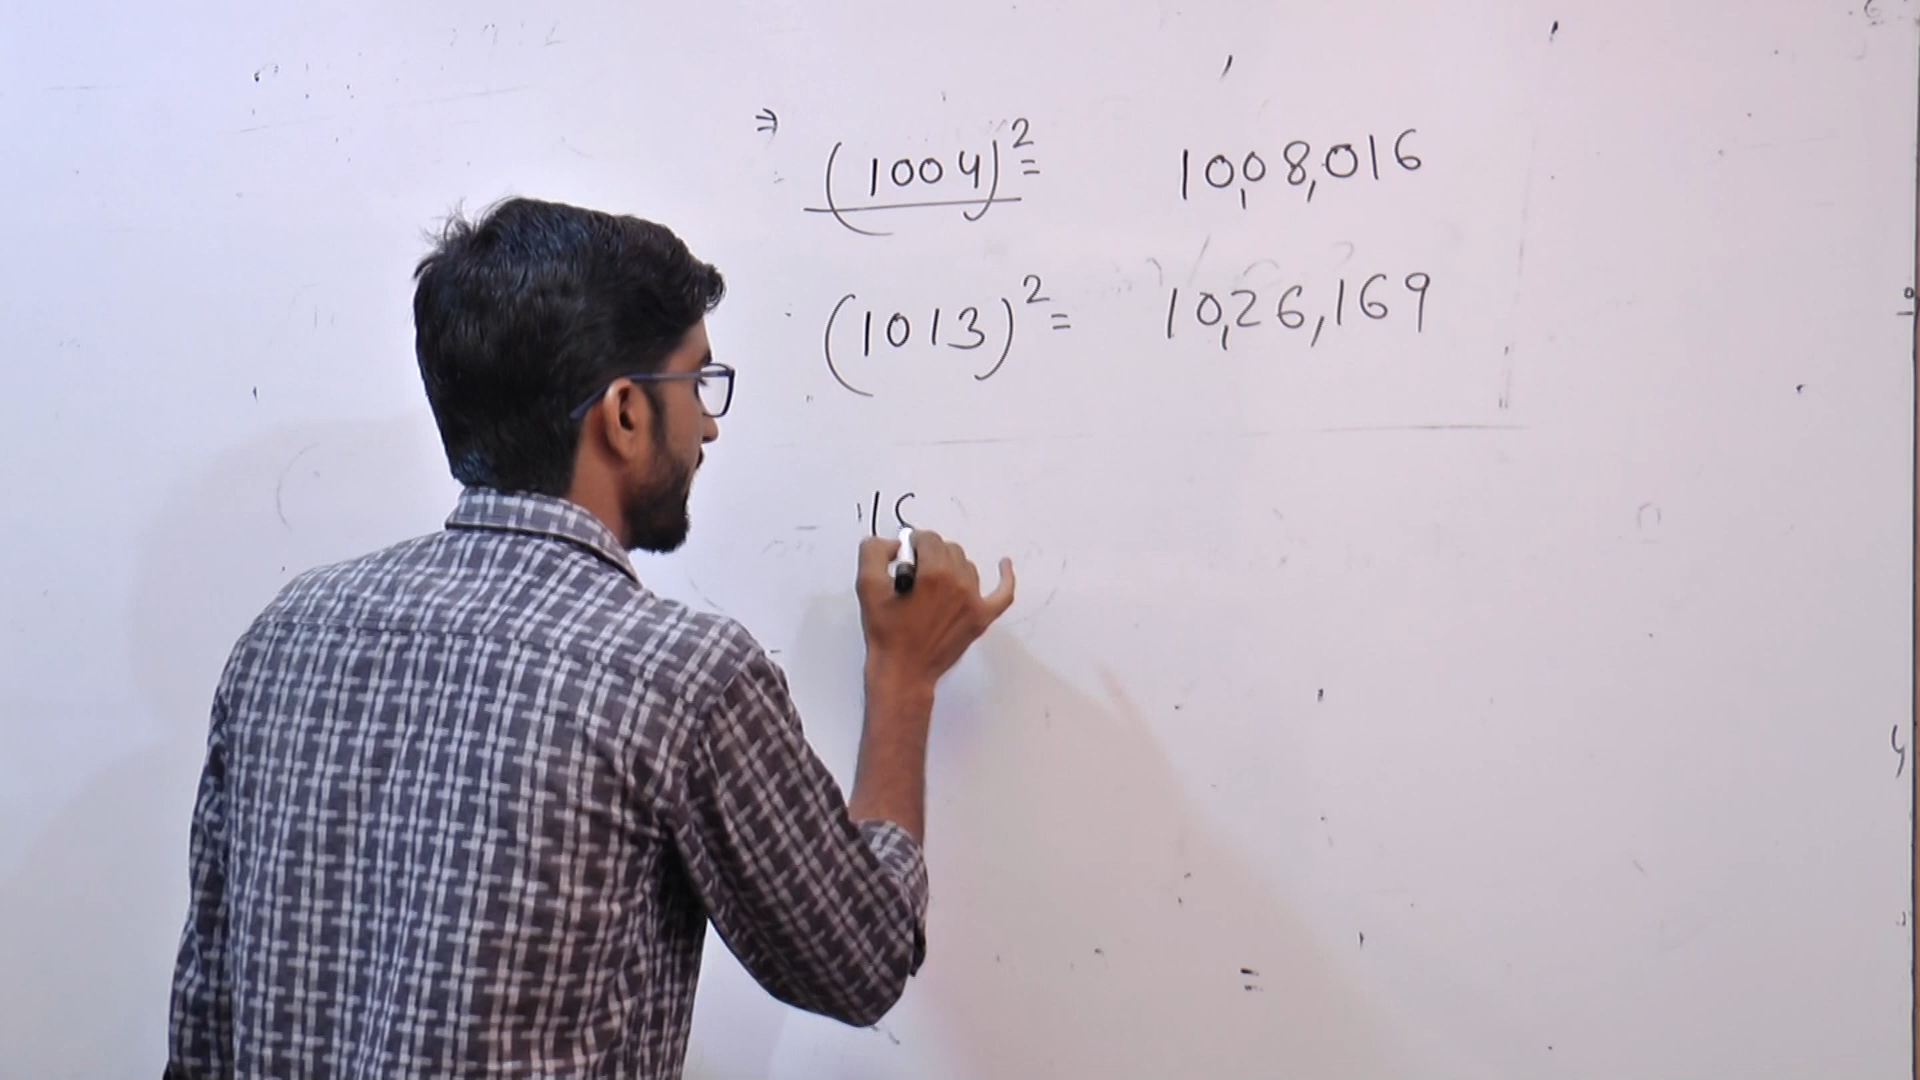 ⇒ (1004)² = 10,08,016
(1013)² = 10,26,169